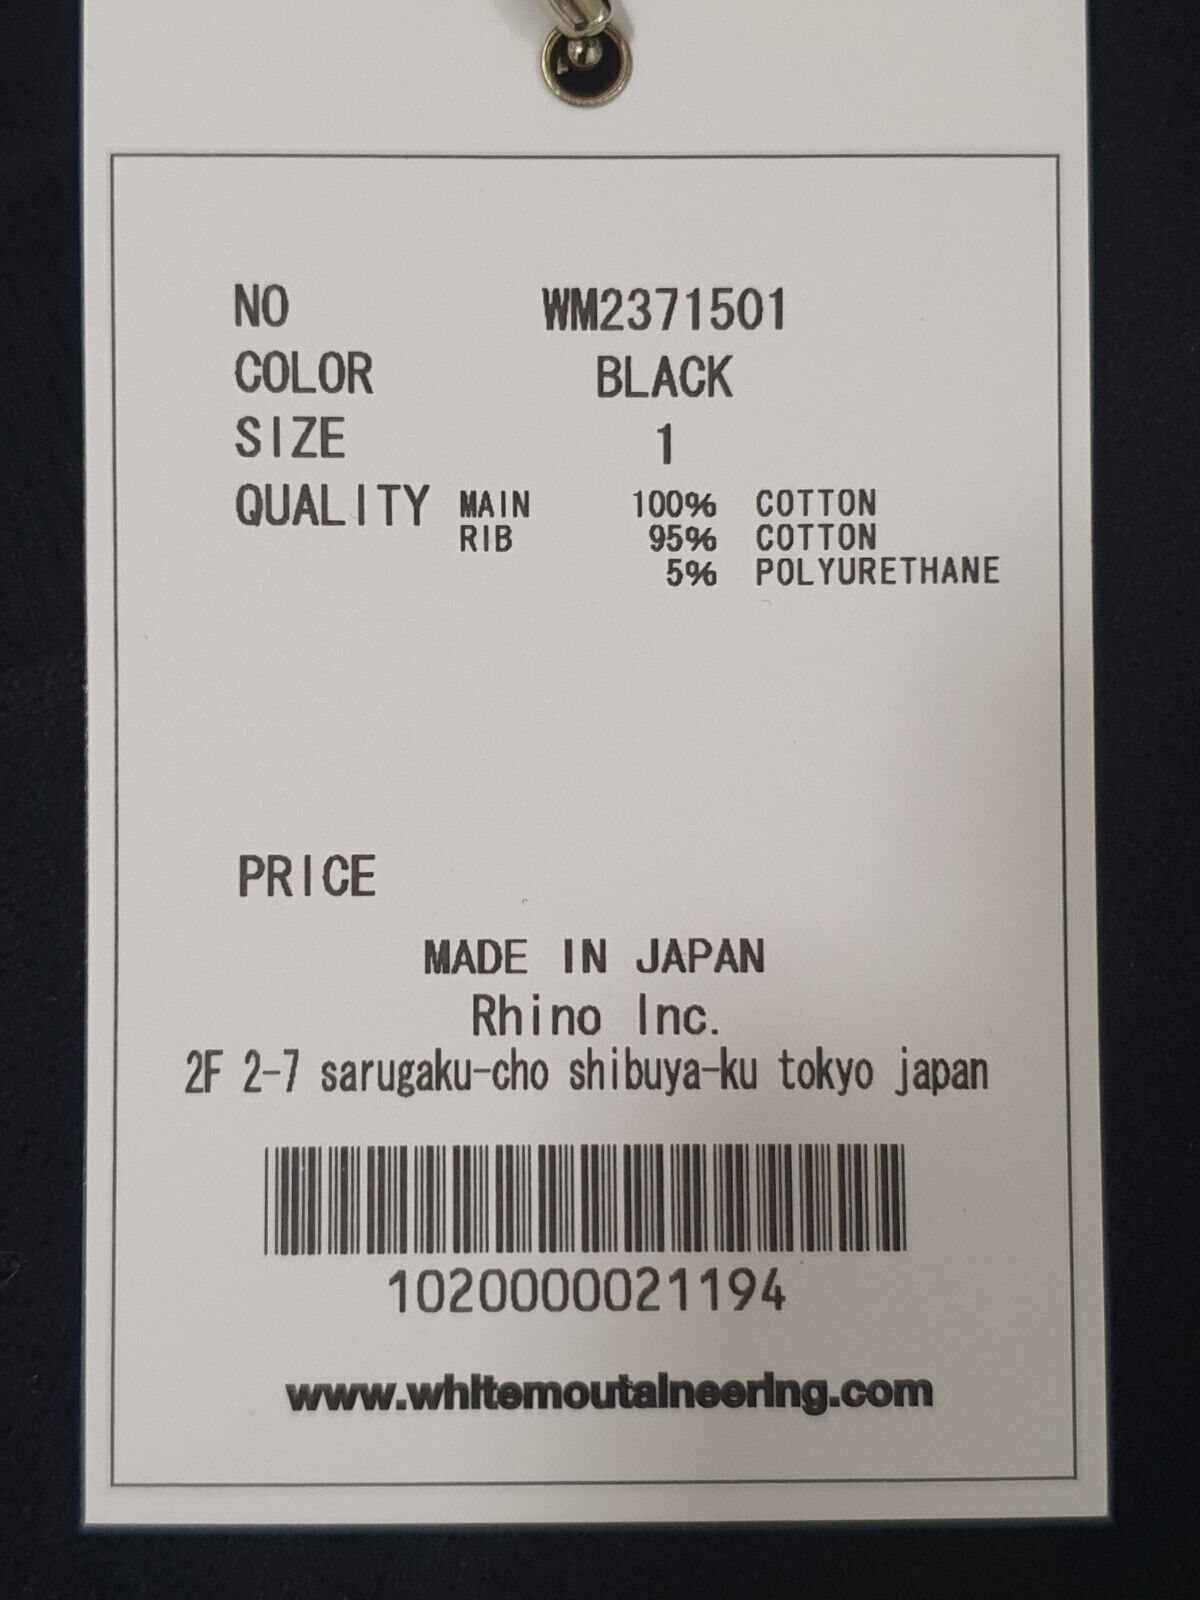 NO WM2371501
COLOR BLACK
SIZE 1
QUALITY MAIN 100% COTTON
RIB 95% COTTON
5% POLYURETHANE
PRICE
MADE IN JAPAN
Rhino Inc.
2F 2-7 sarugaku-cho shibuya-ku tokyo japan
1020000021194
www.whitemoutaineering.com